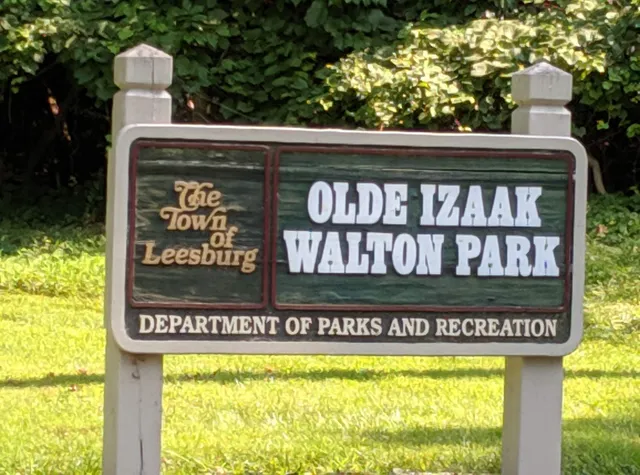 The
Town
of
Leesburg
OLDE IZAAK
WALTON PARK
DEPARTMENT OF PARKS AND RECREATION